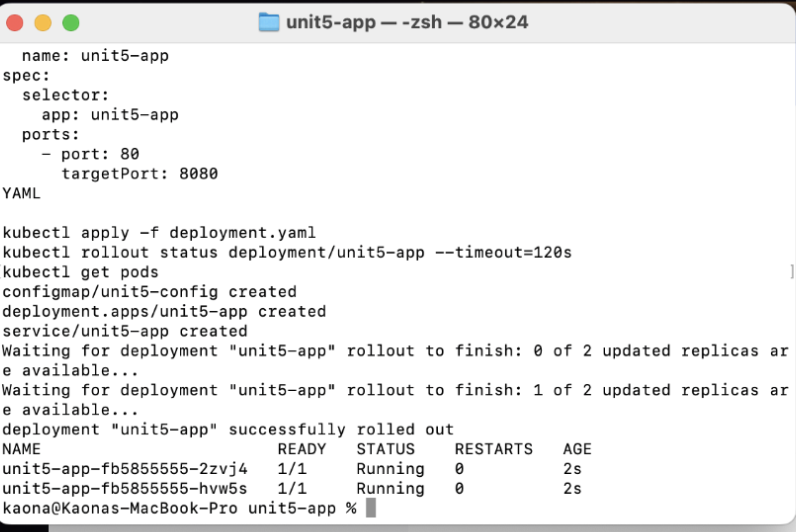 unit5-app — -zsh — 80×24
  name: unit5-app
spec:
  selector:
    app: unit5-app
  ports:
    - port: 80
      targetPort: 8080
YAML

kubectl apply -f deployment.yaml
kubectl rollout status deployment/unit5-app --timeout=120s
kubectl get pods
configmap/unit5-config created
deployment.apps/unit5-app created
service/unit5-app created
Waiting for deployment "unit5-app" rollout to finish: 0 of 2 updated replicas ar
e available...
Waiting for deployment "unit5-app" rollout to finish: 1 of 2 updated replicas ar
e available...
deployment "unit5-app" successfully rolled out
NAME                        READY   STATUS    RESTARTS   AGE
unit5-app-fb5855555-2zvj4   1/1     Running   0          2s
unit5-app-fb5855555-hvw5s   1/1     Running   0          2s
kaona@Kaonas-MacBook-Pro unit5-app %